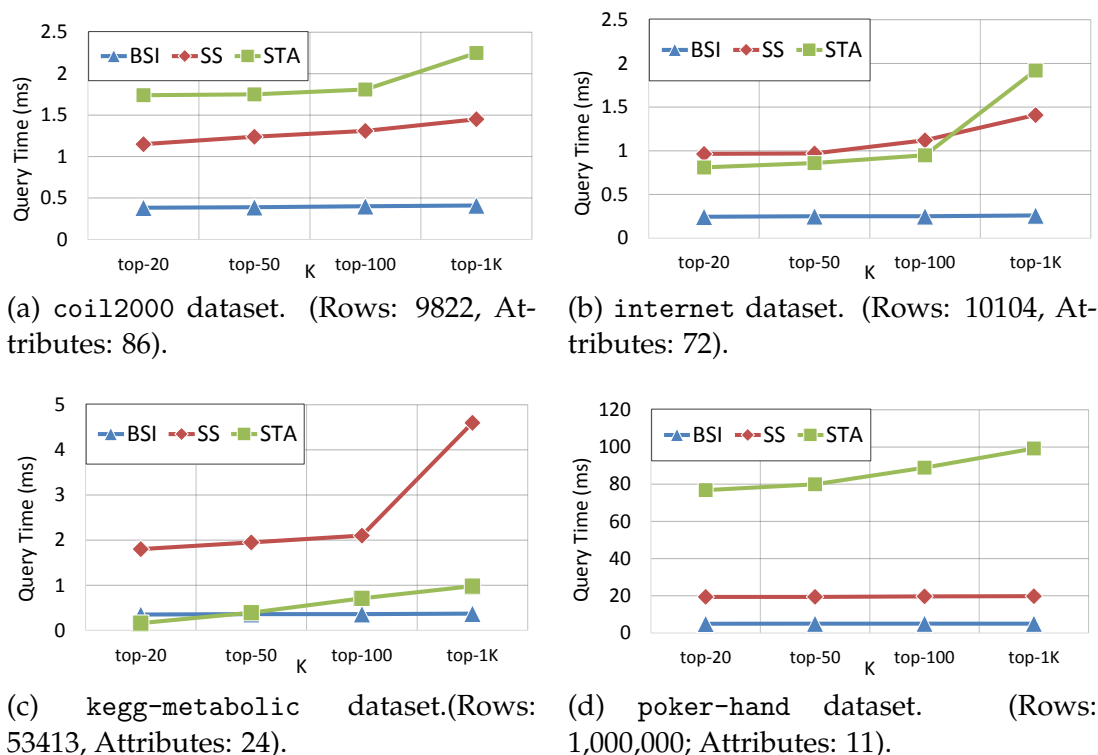 2.5
2
1.5
1
0.5
0
Query Time (ms)
BSI SS STA
top-20 top-50 top-100 top-1K
K
(a) coil2000 dataset. (Rows: 9822, At-
tributes: 86).
2.5
2
1.5
1
0.5
0
Query Time (ms)
BSI SS STA
top-20 top-50 top-100 top-1K
K
(b) internet dataset. (Rows: 10104, At-
tributes: 72).
5
4
3
2
1
0
Query Time (ms)
BSI SS STA
top-20 top-50 top-100 top-1K
K
(c) kegg-metabolic dataset.(Rows:
53413, Attributes: 24).
120
100
80
60
40
20
0
Query Time (ms)
BSI SS STA
top-20 top-50 top-100 top-1K
K
(d) poker-hand dataset. (Rows:
1,000,000; Attributes: 11).